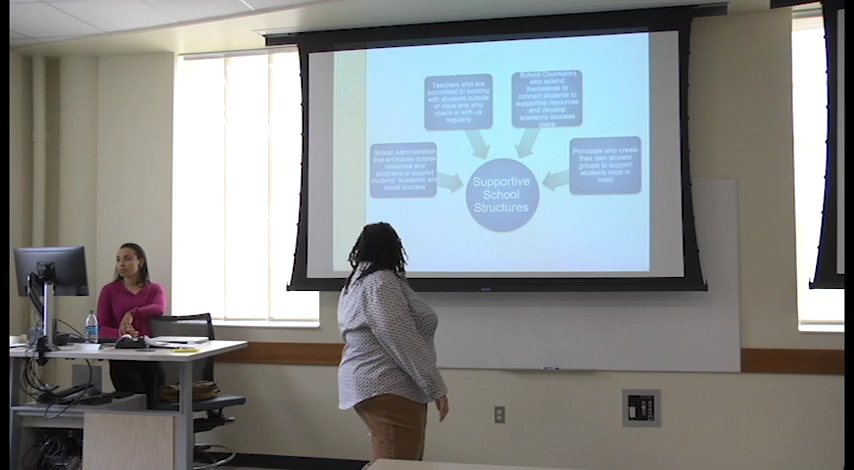 Teachers who are
committed to working
with students outside
of class and who
check-in with us
regularly
School Counselors
who extend
themselves to
connect students to
supportive resources
and develop
academic success
plans
School Administration
that embraces outside
resources and
programs to support
students' academic and
social success
Principals who create
their own student
groups to support
students most in
need
Supportive
School
Structures